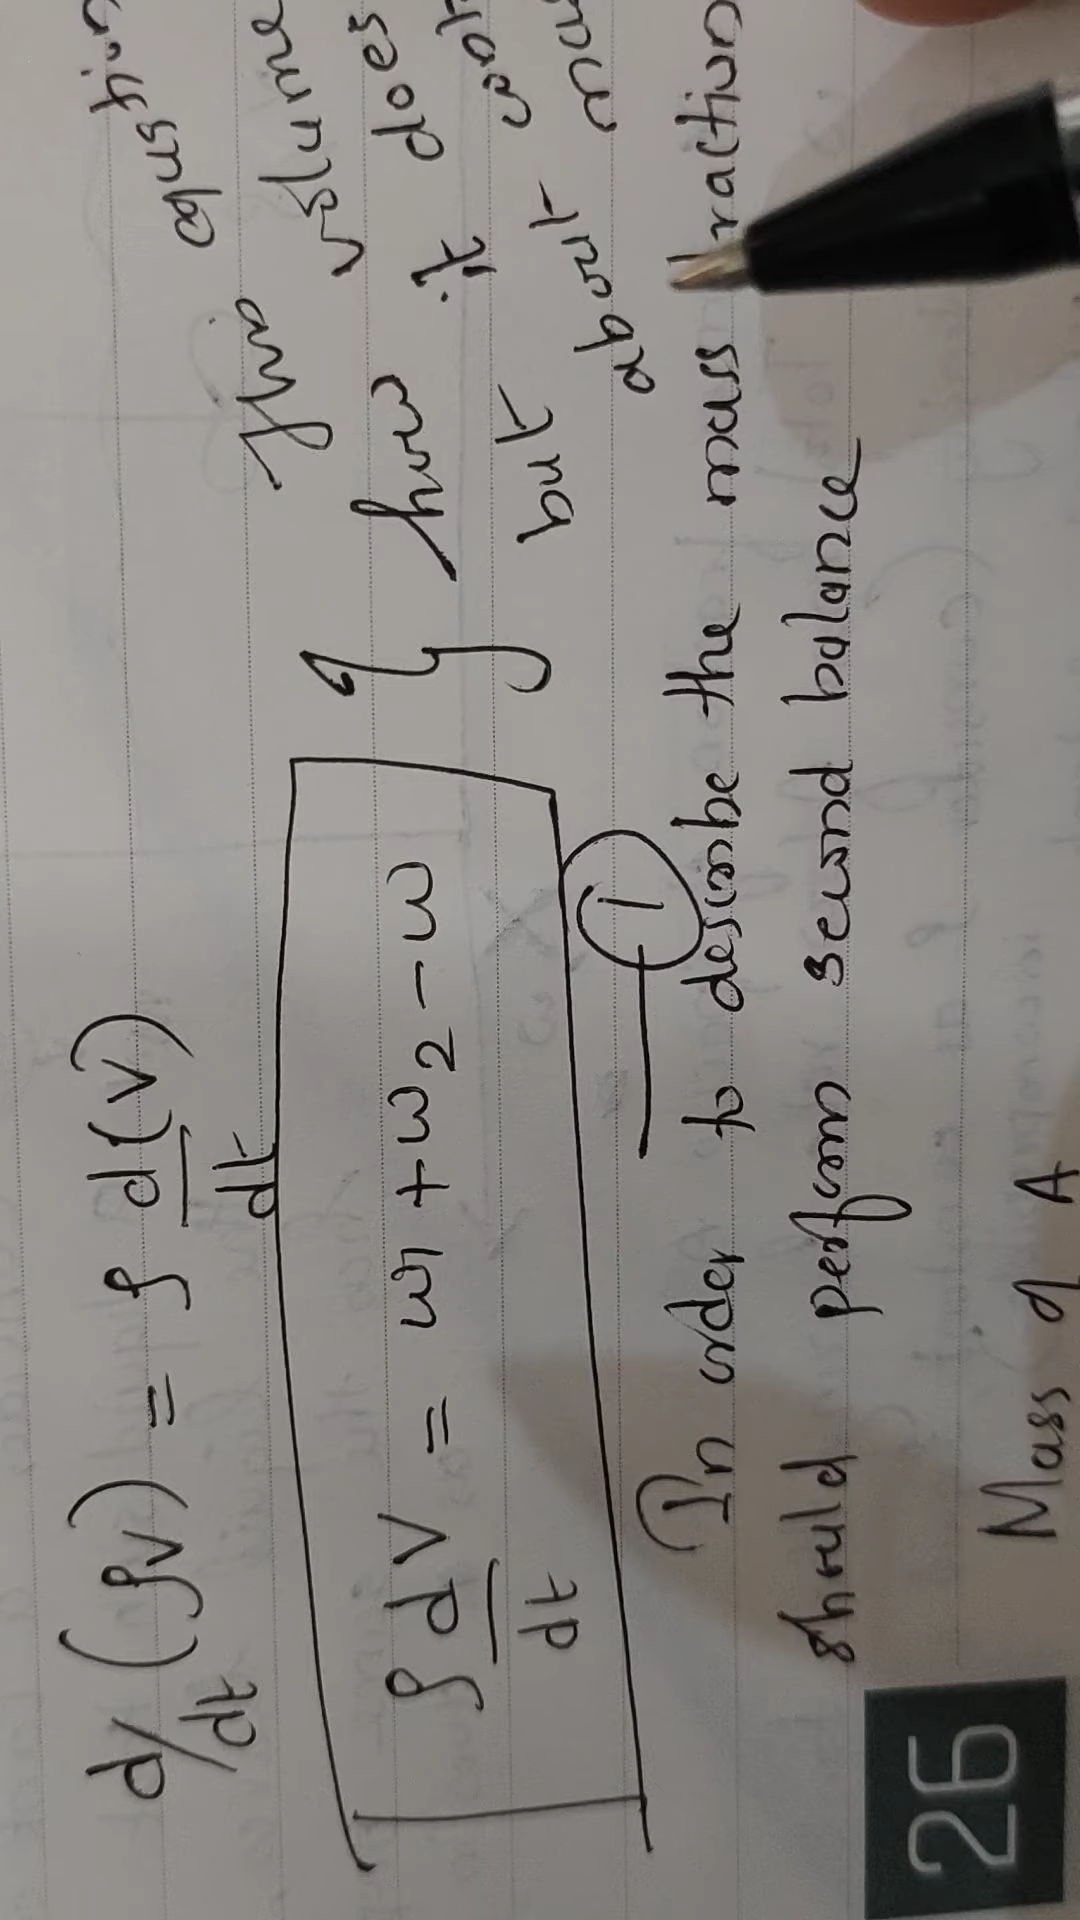 d/dt (ρV) = ρ d(V)/dt
equation
This
volume
ρ dV/dt = w1 + w2 - w
how it does
but
about
1
In order to describe the mass fraction
should perform second balance
Mass of A
26